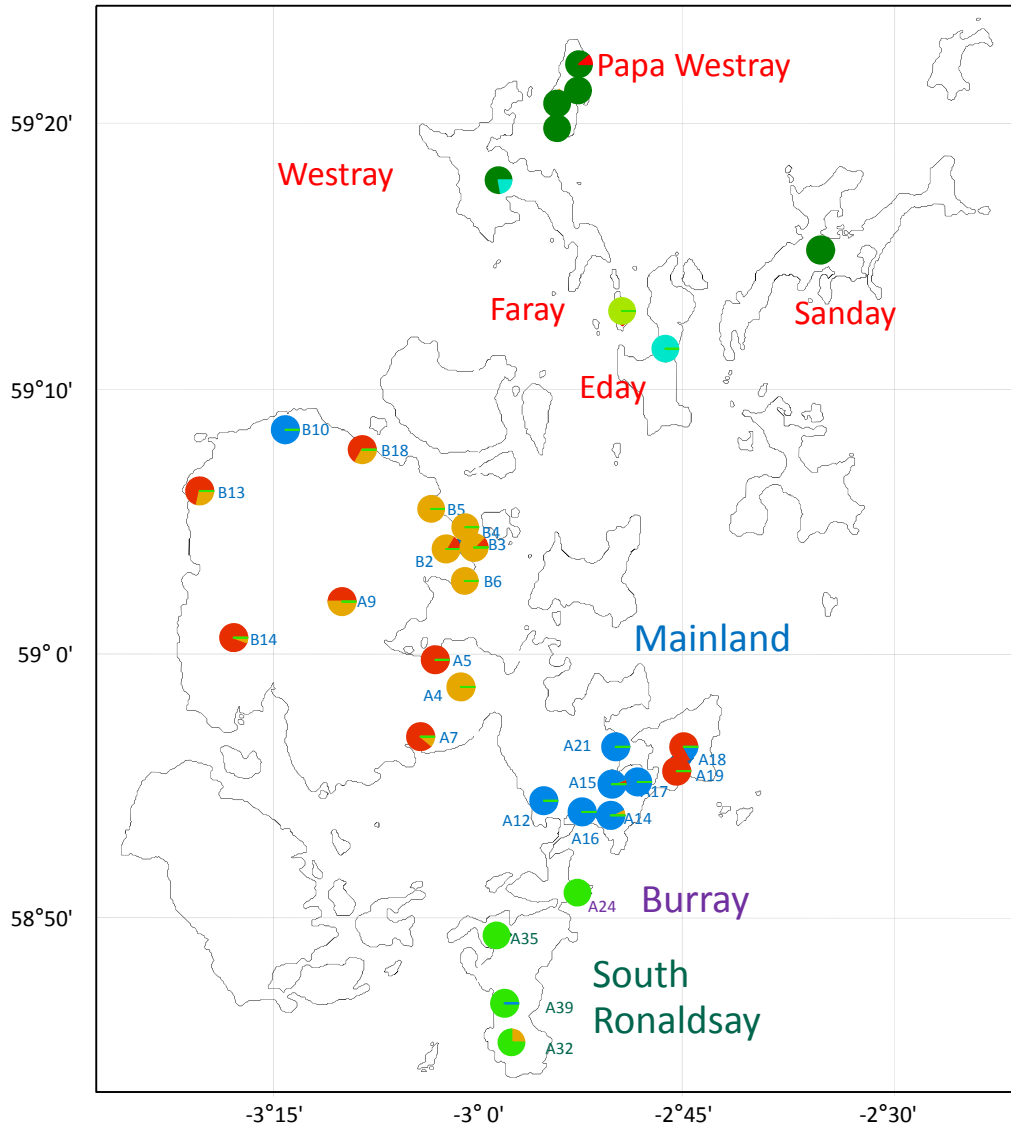 Papa Westray
59°20'
Westray
Faray
Sanday
Eday
59°10'
B10
B18
B13
B5
B4
B3
B2
B6
A9
B14
Mainland
59° 0'
A5
A4
A7
A21
A18
A19
A15
A17
A12
A14
A16
Burray
58°50'
A24
A35
South
Ronaldsay
A39
A32
-3°15'
-3° 0'
-2°45'
-2°30'